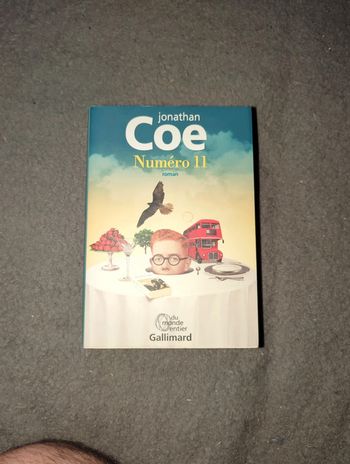 jonathan
Coe
Numéro 11
roman
du
monde
entier
Gallimard